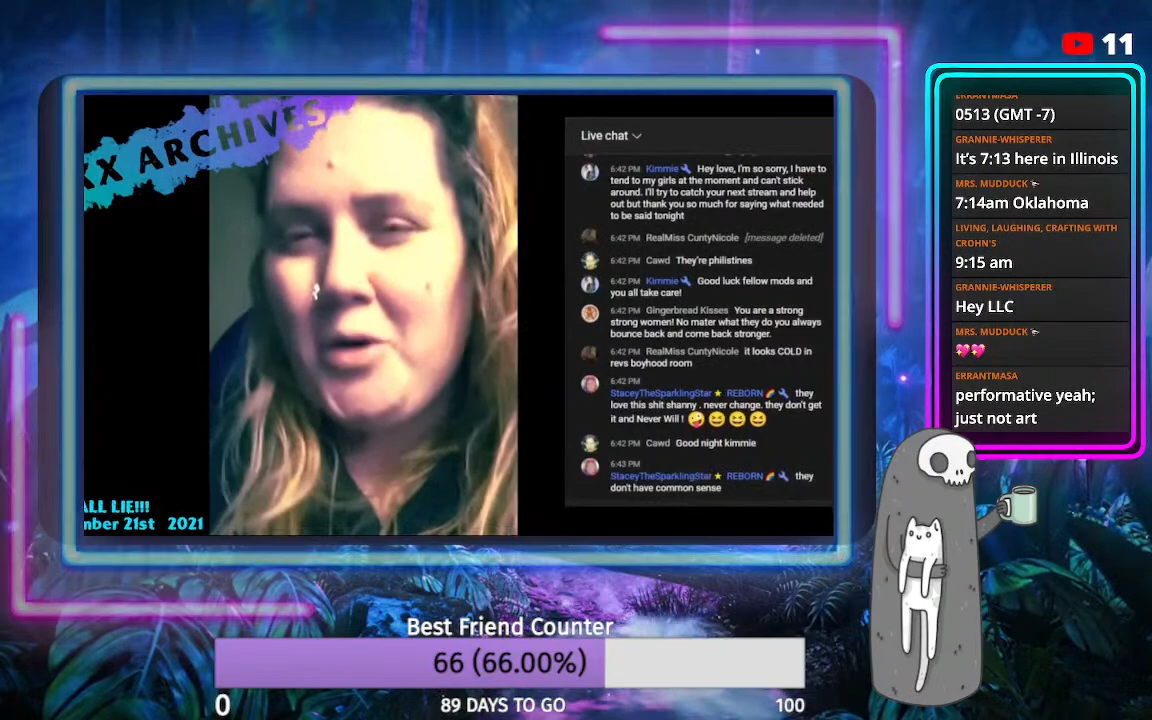 11
ERRANTMASA
0513 (GMT -7)
GRANNIE-WHISPERER
It's 7:13 here in Illinois
MRS. MUDDUCK
7:14am Oklahoma
LIVING, LAUGHING, CRAFTING WITH
CROHN'S
9:15 am
GRANNIE-WHISPERER
Hey LLC
MRS. MUDDUCK
💖💖
ERRANTMASA
performative yeah;
just not art
XX ARCHIVES
Live chat
6:42 PM Kimmie 🔧 Hey love, I'm so sorry, I have to
tend to my girls at the moment and can't stick
around. I'll try to catch your next stream and help
out but thank you so much for saying what needed
to be said tonight
6:42 PM RealMiss CuntyNicole [message deleted]
6:42 PM Cawd They're philistines
6:42 PM Kimmie 🔧 Good luck fellow mods and
you all take care!
6:42 PM Gingerbread Kisses You are a strong
strong women! No mater what they do you always
bounce back and come back stronger.
6:42 PM RealMiss CuntyNicole it looks COLD in
revs boyhood room
6:42 PM
StaceyTheSparklingStar ⭐ REBORN 🌈 🔧 they
love this shit shanny . never change. they don't get
it and Never Will ! 🤪 😆 😆 😆
6:42 PM Cawd Good night kimmie
6:43 PM
StaceyTheSparklingStar ⭐ REBORN 🌈 🔧 they
don't have common sense
ALL LIE!!!
mber 21st 2021
Best Friend Counter
66 (66.00%)
0 89 DAYS TO GO 100